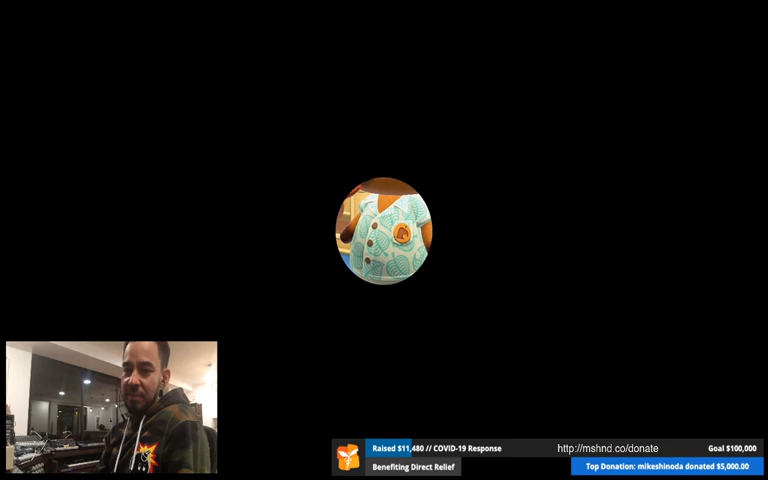 Raised $11,480 // COVID-19 Response
http://mshnd.co/donate
Goal $100,000
Benefiting Direct Relief
Top Donation: mikeshinoda donated $5,000.00